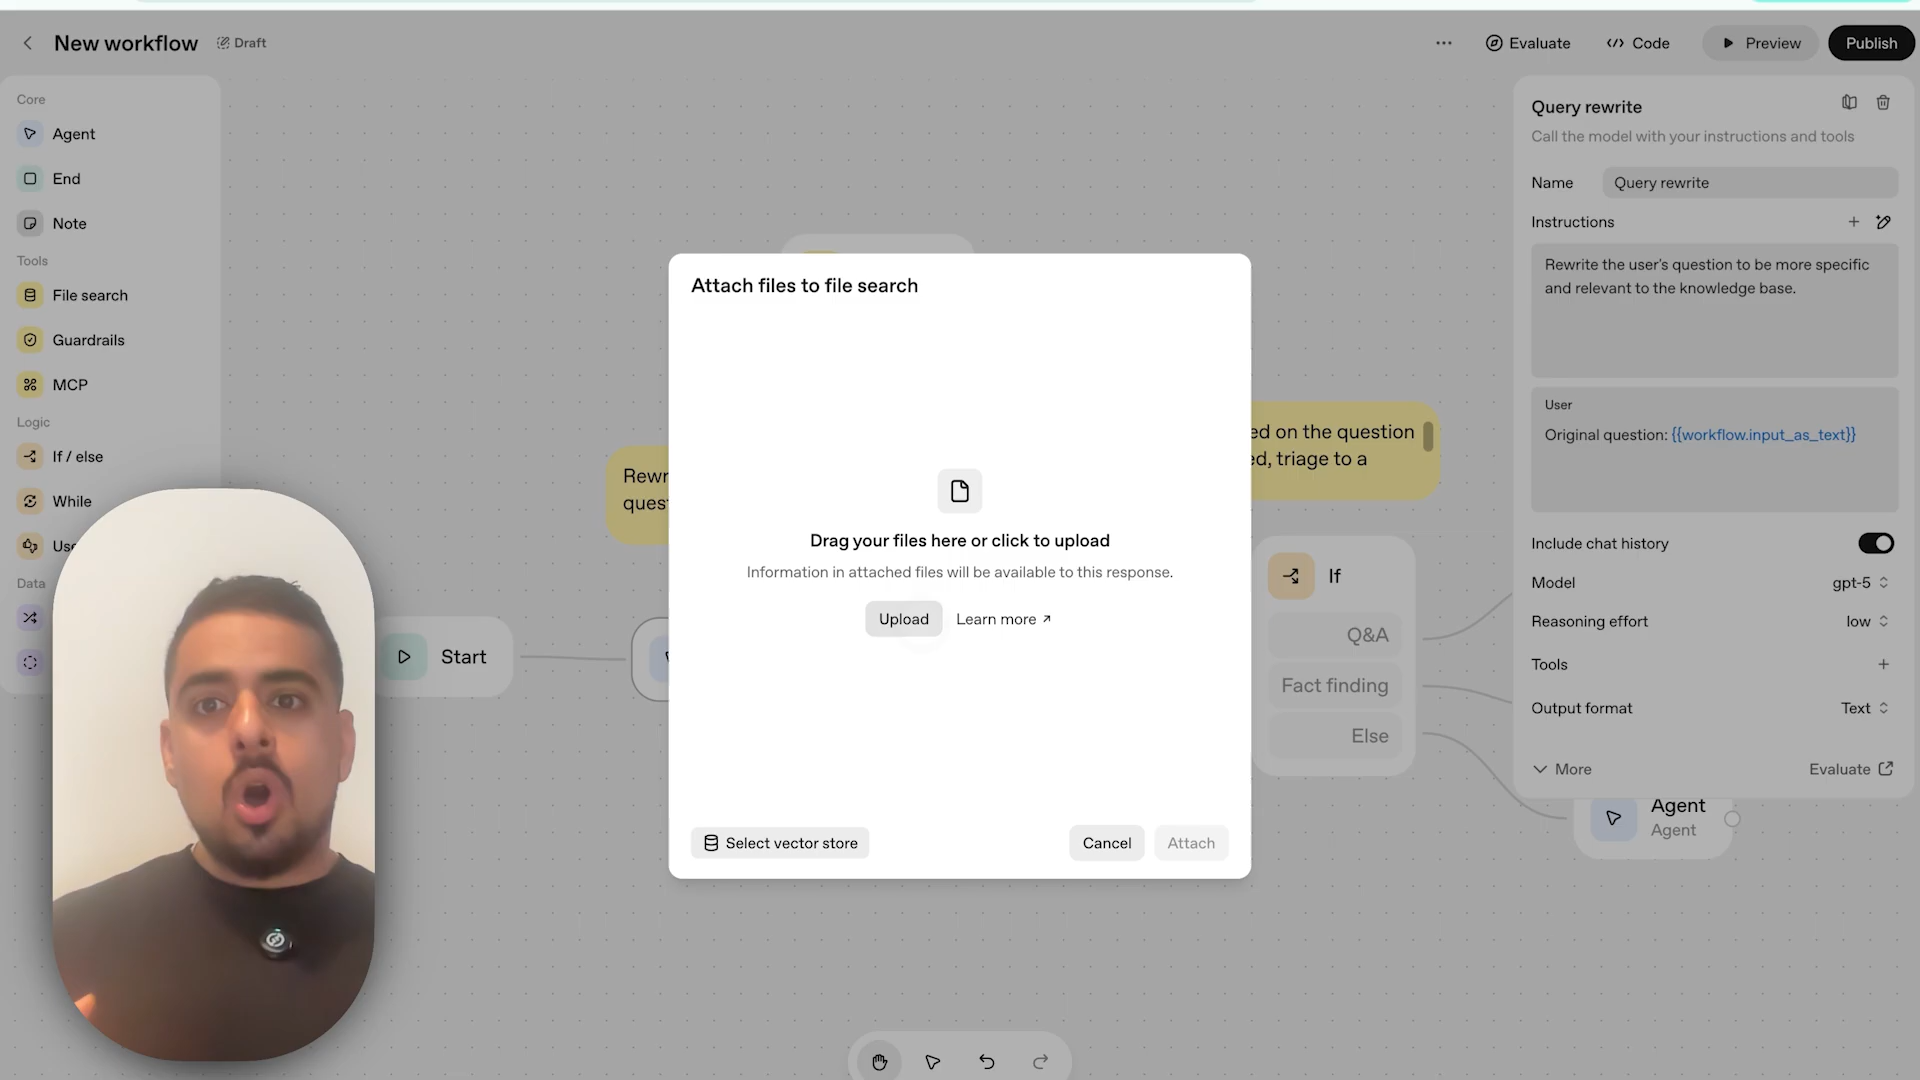 New workflow
Draft
Evaluate
Code
Preview
Publish
Core
Agent
End
Note
Tools
File search
Guardrails
MCP
Logic
If / else
While
Data
Start
Attach files to file search
Drag your files here or click to upload
Information in attached files will be available to this response.
Upload
Learn more ↗
Select vector store
Cancel
Attach
on the question
triage to a
If
Q&A
Fact finding
Else
Agent
Agent
Query rewrite
Call the model with your instructions and tools
Name
Query rewrite
Instructions
Rewrite the user's question to be more specific
and relevant to the knowledge base.
User
Original question: {{workflow.input_as_text}}
Include chat history
Model
gpt-5
Reasoning effort
low
Tools
Output format
Text
More
Evaluate